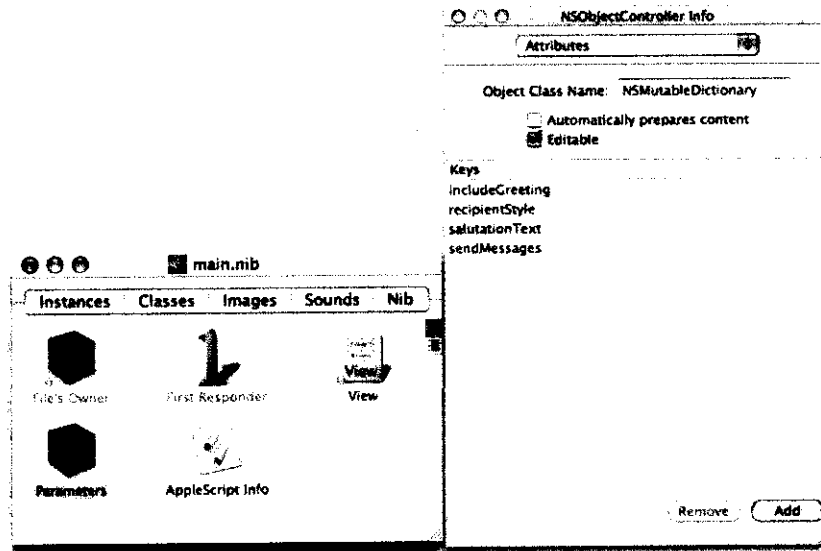 NSObjectController Info
Attributes
Object Class Name: NSMutableDictionary
Automatically prepares content
Editable
Keys
includeGreeting
recipientStyle
salutationText
sendMessages
Remove Add
main.nib
Instances Classes Images Sounds Nib
File's Owner First Responder View View
Parameters AppleScript Info